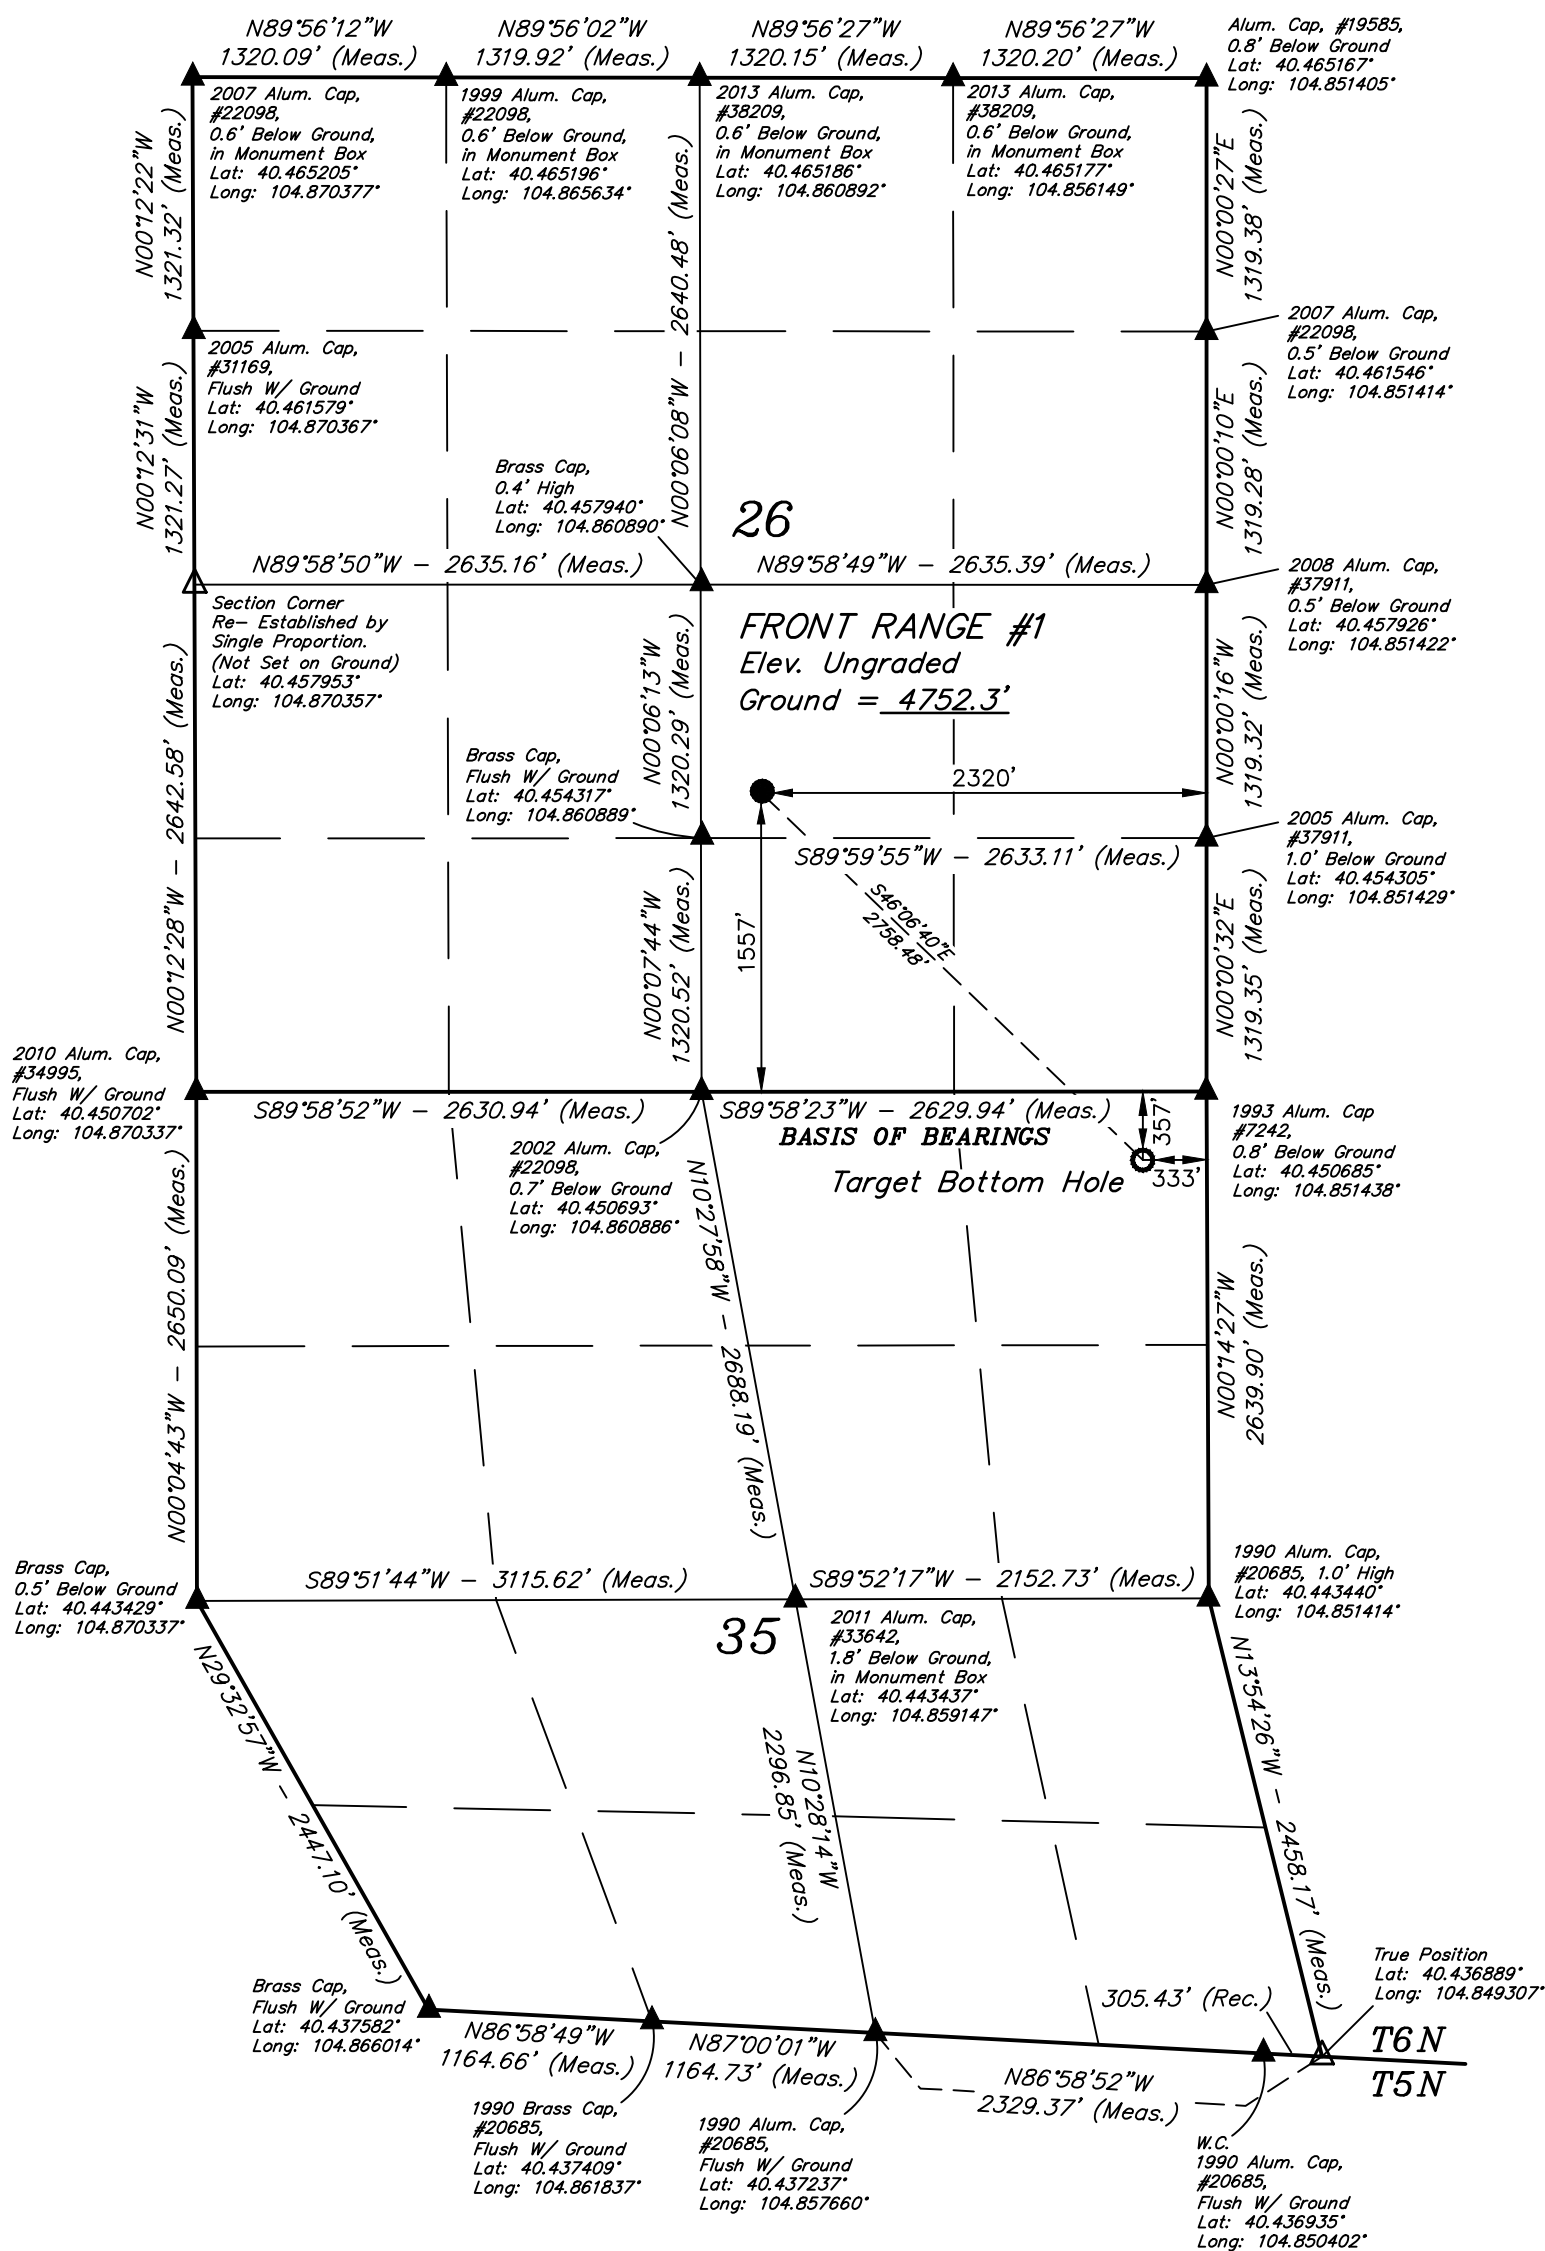 N89°56'12"W
1320.09' (Meas.)
N89°56'02"W
1319.92' (Meas.)
N89°56'27"W
1320.15' (Meas.)
N89°56'27"W
1320.20' (Meas.)
Alum. Cap, #19585,
0.8' Below Ground
Lat: 40.465167°
Long: 104.851405°
2007 Alum. Cap,
#22098,
0.6' Below Ground,
in Monument Box
Lat: 40.465205°
Long: 104.870377°
1999 Alum. Cap,
#22098,
0.6' Below Ground,
in Monument Box
Lat: 40.465196°
Long: 104.865634°
2013 Alum. Cap,
#38209,
0.6' Below Ground,
in Monument Box
Lat: 40.465186°
Long: 104.860892°
2013 Alum. Cap,
#38209,
0.6' Below Ground,
in Monument Box
Lat: 40.465177°
Long: 104.856149°
N00°12'22"W
1321.32' (Meas.)
N00°06'08"W – 2640.48' (Meas.)
N00°00'27"E
1319.38' (Meas.)
2005 Alum. Cap,
#31169,
Flush W/ Ground
Lat: 40.461579°
Long: 104.870367°
2007 Alum. Cap,
#22098,
0.5' Below Ground
Lat: 40.461546°
Long: 104.851414°
N00°12'31"W
1321.27' (Meas.)
N00°00'10"E
1319.28' (Meas.)
Brass Cap,
0.4' High
Lat: 40.457940°
Long: 104.860890°
26
N89°58'50"W – 2635.16' (Meas.)
N89°58'49"W – 2635.39' (Meas.)
2008 Alum. Cap,
#37911,
0.5' Below Ground
Lat: 40.457926°
Long: 104.851422°
Section Corner
Re– Established by
Single Proportion.
(Not Set on Ground)
Lat: 40.457953°
Long: 104.870357°
FRONT RANGE #1
Elev. Ungraded
Ground = 4752.3'
N00°12'28"W – 2642.58' (Meas.)
N00°06'13"W
1320.29' (Meas.)
N00°00'16"W
1319.32' (Meas.)
Brass Cap,
Flush W/ Ground
Lat: 40.454317°
Long: 104.860889°
2320'
2005 Alum. Cap,
#37911,
1.0' Below Ground
Lat: 40.454305°
Long: 104.851429°
S89°59'55"W – 2633.11' (Meas.)
S46°06'40"E
2758.48'
1557'
N00°07'44"W
1320.52' (Meas.)
N00°00'32"E
1319.35' (Meas.)
2010 Alum. Cap,
#34995,
Flush W/ Ground
Lat: 40.450702°
Long: 104.870337°
S89°58'52"W – 2630.94' (Meas.)
S89°58'23"W – 2629.94' (Meas.)
BASIS OF BEARINGS
357'
333'
Target Bottom Hole
1993 Alum. Cap
#7242,
0.8' Below Ground
Lat: 40.450685°
Long: 104.851438°
2002 Alum. Cap,
#22098,
0.7' Below Ground
Lat: 40.450693°
Long: 104.860886°
N00°04'43"W – 2650.09' (Meas.)
N10°27'58"W – 2688.19' (Meas.)
N00°14'27"W
2639.90' (Meas.)
Brass Cap,
0.5' Below Ground
Lat: 40.443429°
Long: 104.870337°
S89°51'44"W – 3115.62' (Meas.)
S89°52'17"W – 2152.73' (Meas.)
1990 Alum. Cap,
#20685, 1.0' High
Lat: 40.443440°
Long: 104.851414°
35
2011 Alum. Cap,
#33642,
1.8' Below Ground,
in Monument Box
Lat: 40.443437°
Long: 104.859147°
N29°32'57"W – 2447.10' (Meas.)
N10°28'14"W
2296.85' (Meas.)
N13°54'26"W – 2458.17' (Meas.)
True Position
Lat: 40.436889°
Long: 104.849307°
Brass Cap,
Flush W/ Ground
Lat: 40.437582°
Long: 104.866014°
305.43' (Rec.)
T6N
T5N
N86°58'49"W
1164.66' (Meas.)
N87°00'01"W
1164.73' (Meas.)
N86°58'52"W
2329.37' (Meas.)
1990 Brass Cap,
#20685,
Flush W/ Ground
Lat: 40.437409°
Long: 104.861837°
1990 Alum. Cap,
#20685,
Flush W/ Ground
Lat: 40.437237°
Long: 104.857660°
W.C.
1990 Alum. Cap,
#20685,
Flush W/ Ground
Lat: 40.436935°
Long: 104.850402°